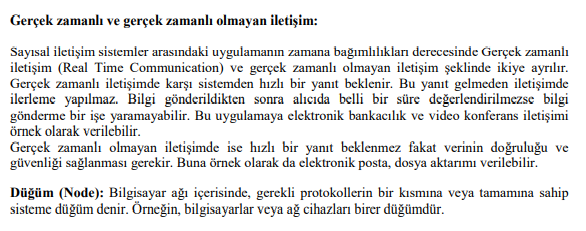 Gerçek zamanlı ve gerçek zamanlı olmayan iletişim:
Sayısal iletişim sistemler arasındaki uygulamanın zamana bağımlılıkları derecesinde Gerçek zamanlı
iletişim (Real Time Communication) ve gerçek zamanlı olmayan iletişim şeklinde ikiye ayrılır.
Gerçek zamanlı iletişimde karşı sistemden hızlı bir yanıt beklenir. Bu yanıt gelmeden iletişimde
ilerleme yapılmaz. Bilgi gönderildikten sonra alıcıda belli bir süre değerlendirilmezse bilgi
gönderme bir işe yaramayabilir. Bu uygulamaya elektronik bankacılık ve video konferans iletişimi
örnek olarak verilebilir.
Gerçek zamanlı olmayan iletişimde ise hızlı bir yanıt beklenmez fakat verinin doğruluğu ve
güvenliği sağlanması gerekir. Buna örnek olarak da elektronik posta, dosya aktarımı verilebilir.
Düğüm (Node): Bilgisayar ağı içerisinde, gerekli protokollerin bir kısmına veya tamamına sahip
sisteme düğüm denir. Örneğin, bilgisayarlar veya ağ cihazları birer düğümdür.